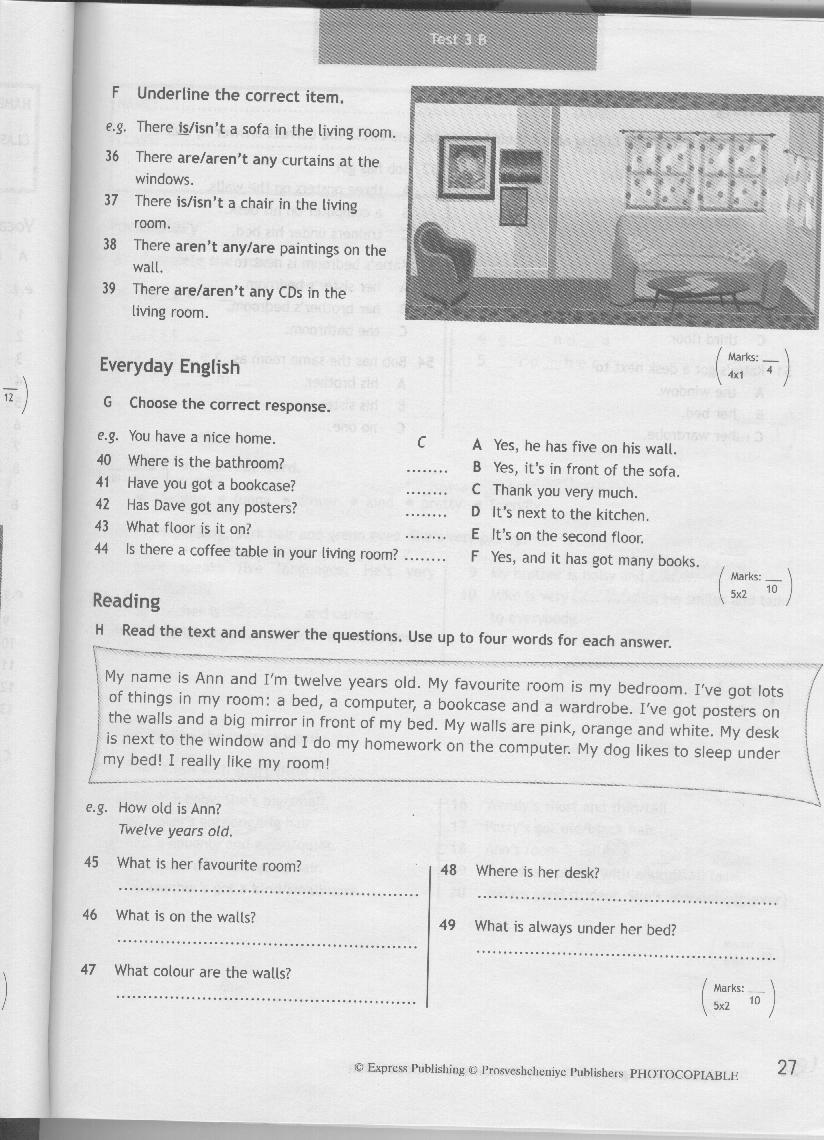 Test 3 B
F Underline the correct item.
e.g. There is/isn't a sofa in the living room.
36 There are/aren't any curtains at the
windows.
37 There is/isn't a chair in the living
room.
38 There aren't any/are paintings on the
wall.
39 There are/aren't any CDs in the
living room.
Marks: __
4x1 4
Everyday English
12
G Choose the correct response.
e.g. You have a nice home. C
40 Where is the bathroom? ........
41 Have you got a bookcase? ........
42 Has Dave got any posters? ........
43 What floor is it on? ........
44 Is there a coffee table in your living room? ........
A Yes, he has five on his wall.
B Yes, it's in front of the sofa.
C Thank you very much.
D It's next to the kitchen.
E It's on the second floor.
F Yes, and it has got many books.
Marks: __
5x2 10
Reading
H Read the text and answer the questions. Use up to four words for each answer.
My name is Ann and I'm twelve years old. My favourite room is my bedroom. I've got lots
of things in my room: a bed, a computer, a bookcase and a wardrobe. I've got posters on
the walls and a big mirror in front of my bed. My walls are pink, orange and white. My desk
is next to the window and I do my homework on the computer. My dog likes to sleep under
my bed! I really like my room!
e.g. How old is Ann?
Twelve years old.
45 What is her favourite room?
46 What is on the walls?
47 What colour are the walls?
48 Where is her desk?
49 What is always under her bed?
Marks: __
5x2 10
© Express Publishing © Prosveshcheniye Publishers PHOTOCOPIABLE
27